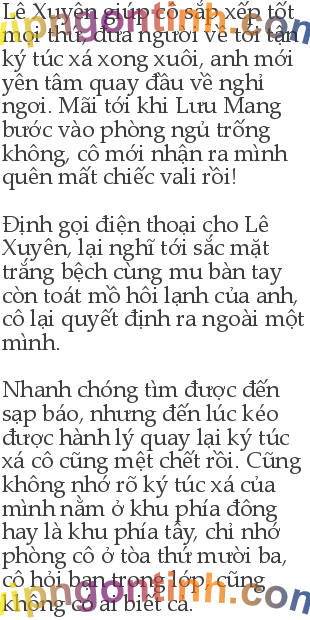 Lê Xuyên giúp cô sắp xếp tốt
mọi thứ, đưa người về tới tận
ký túc xá xong xuôi, anh mới
yên tâm quay đầu về nghỉ
ngơi. Mãi tới khi Lưu Mang
bước vào phòng ngủ trống
không, cô mới nhận ra mình
quên mất chiếc vali rồi!
Định gọi điện thoại cho Lê
Xuyên, lại nghĩ tới sắc mặt
trắng bệch cùng mu bàn tay
còn toát mồ hôi lạnh của anh,
cô lại quyết định ra ngoài một
mình.
Nhanh chóng tìm được đến
sạp báo, nhưng đến lúc kéo
được hành lý quay lại ký túc
xá cô cũng mệt chết rồi. Cũng
không nhớ rõ ký túc xá của
mình nằm ở khu phía đông
hay là khu phía tây, chỉ nhớ
phòng cô ở tòa thứ mười ba,
cô hỏi bạn trong lớp, cũng
không có ai biết cả.
vipngontinh.com
vipngontinh.com